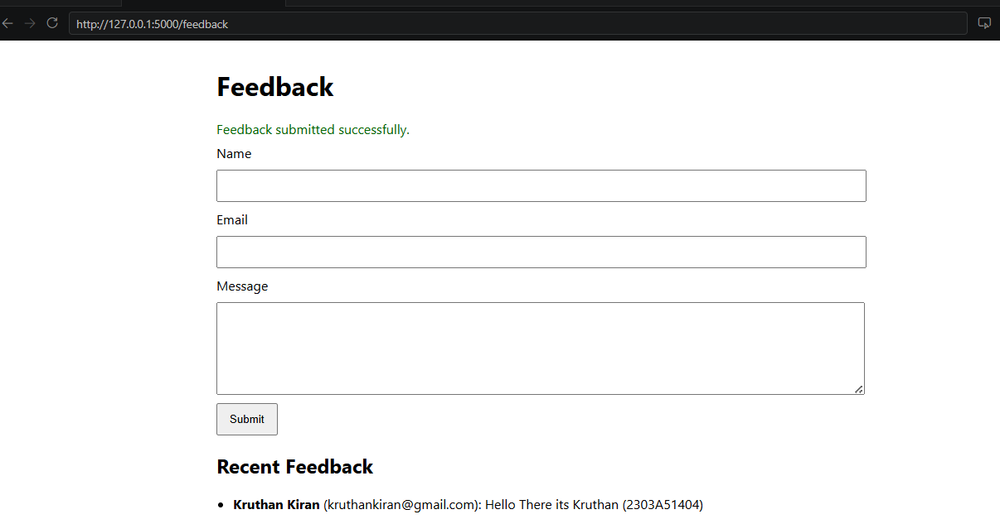 http://127.0.0.1:5000/feedback
Feedback
Feedback submitted successfully.
Name
Email
Message
Submit
Recent Feedback
• Kruthan Kiran (kruthankiran@gmail.com): Hello There its Kruthan (2303A51404)